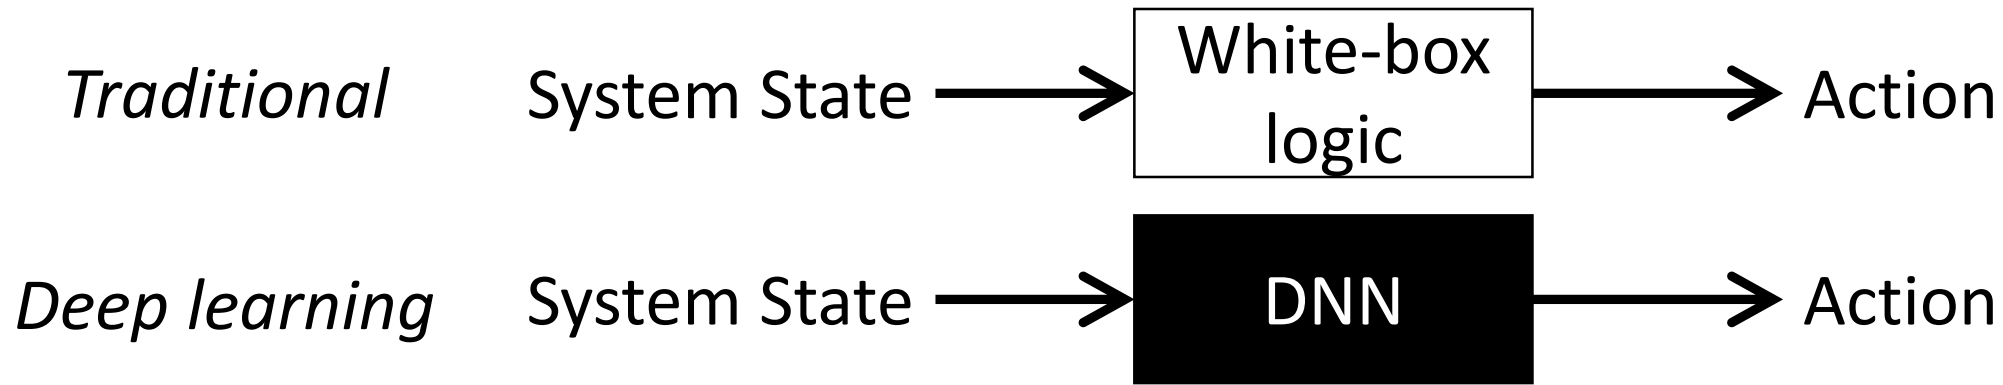 Traditional
System State
White-box
logic
Action
Deep learning
System State
DNN
Action